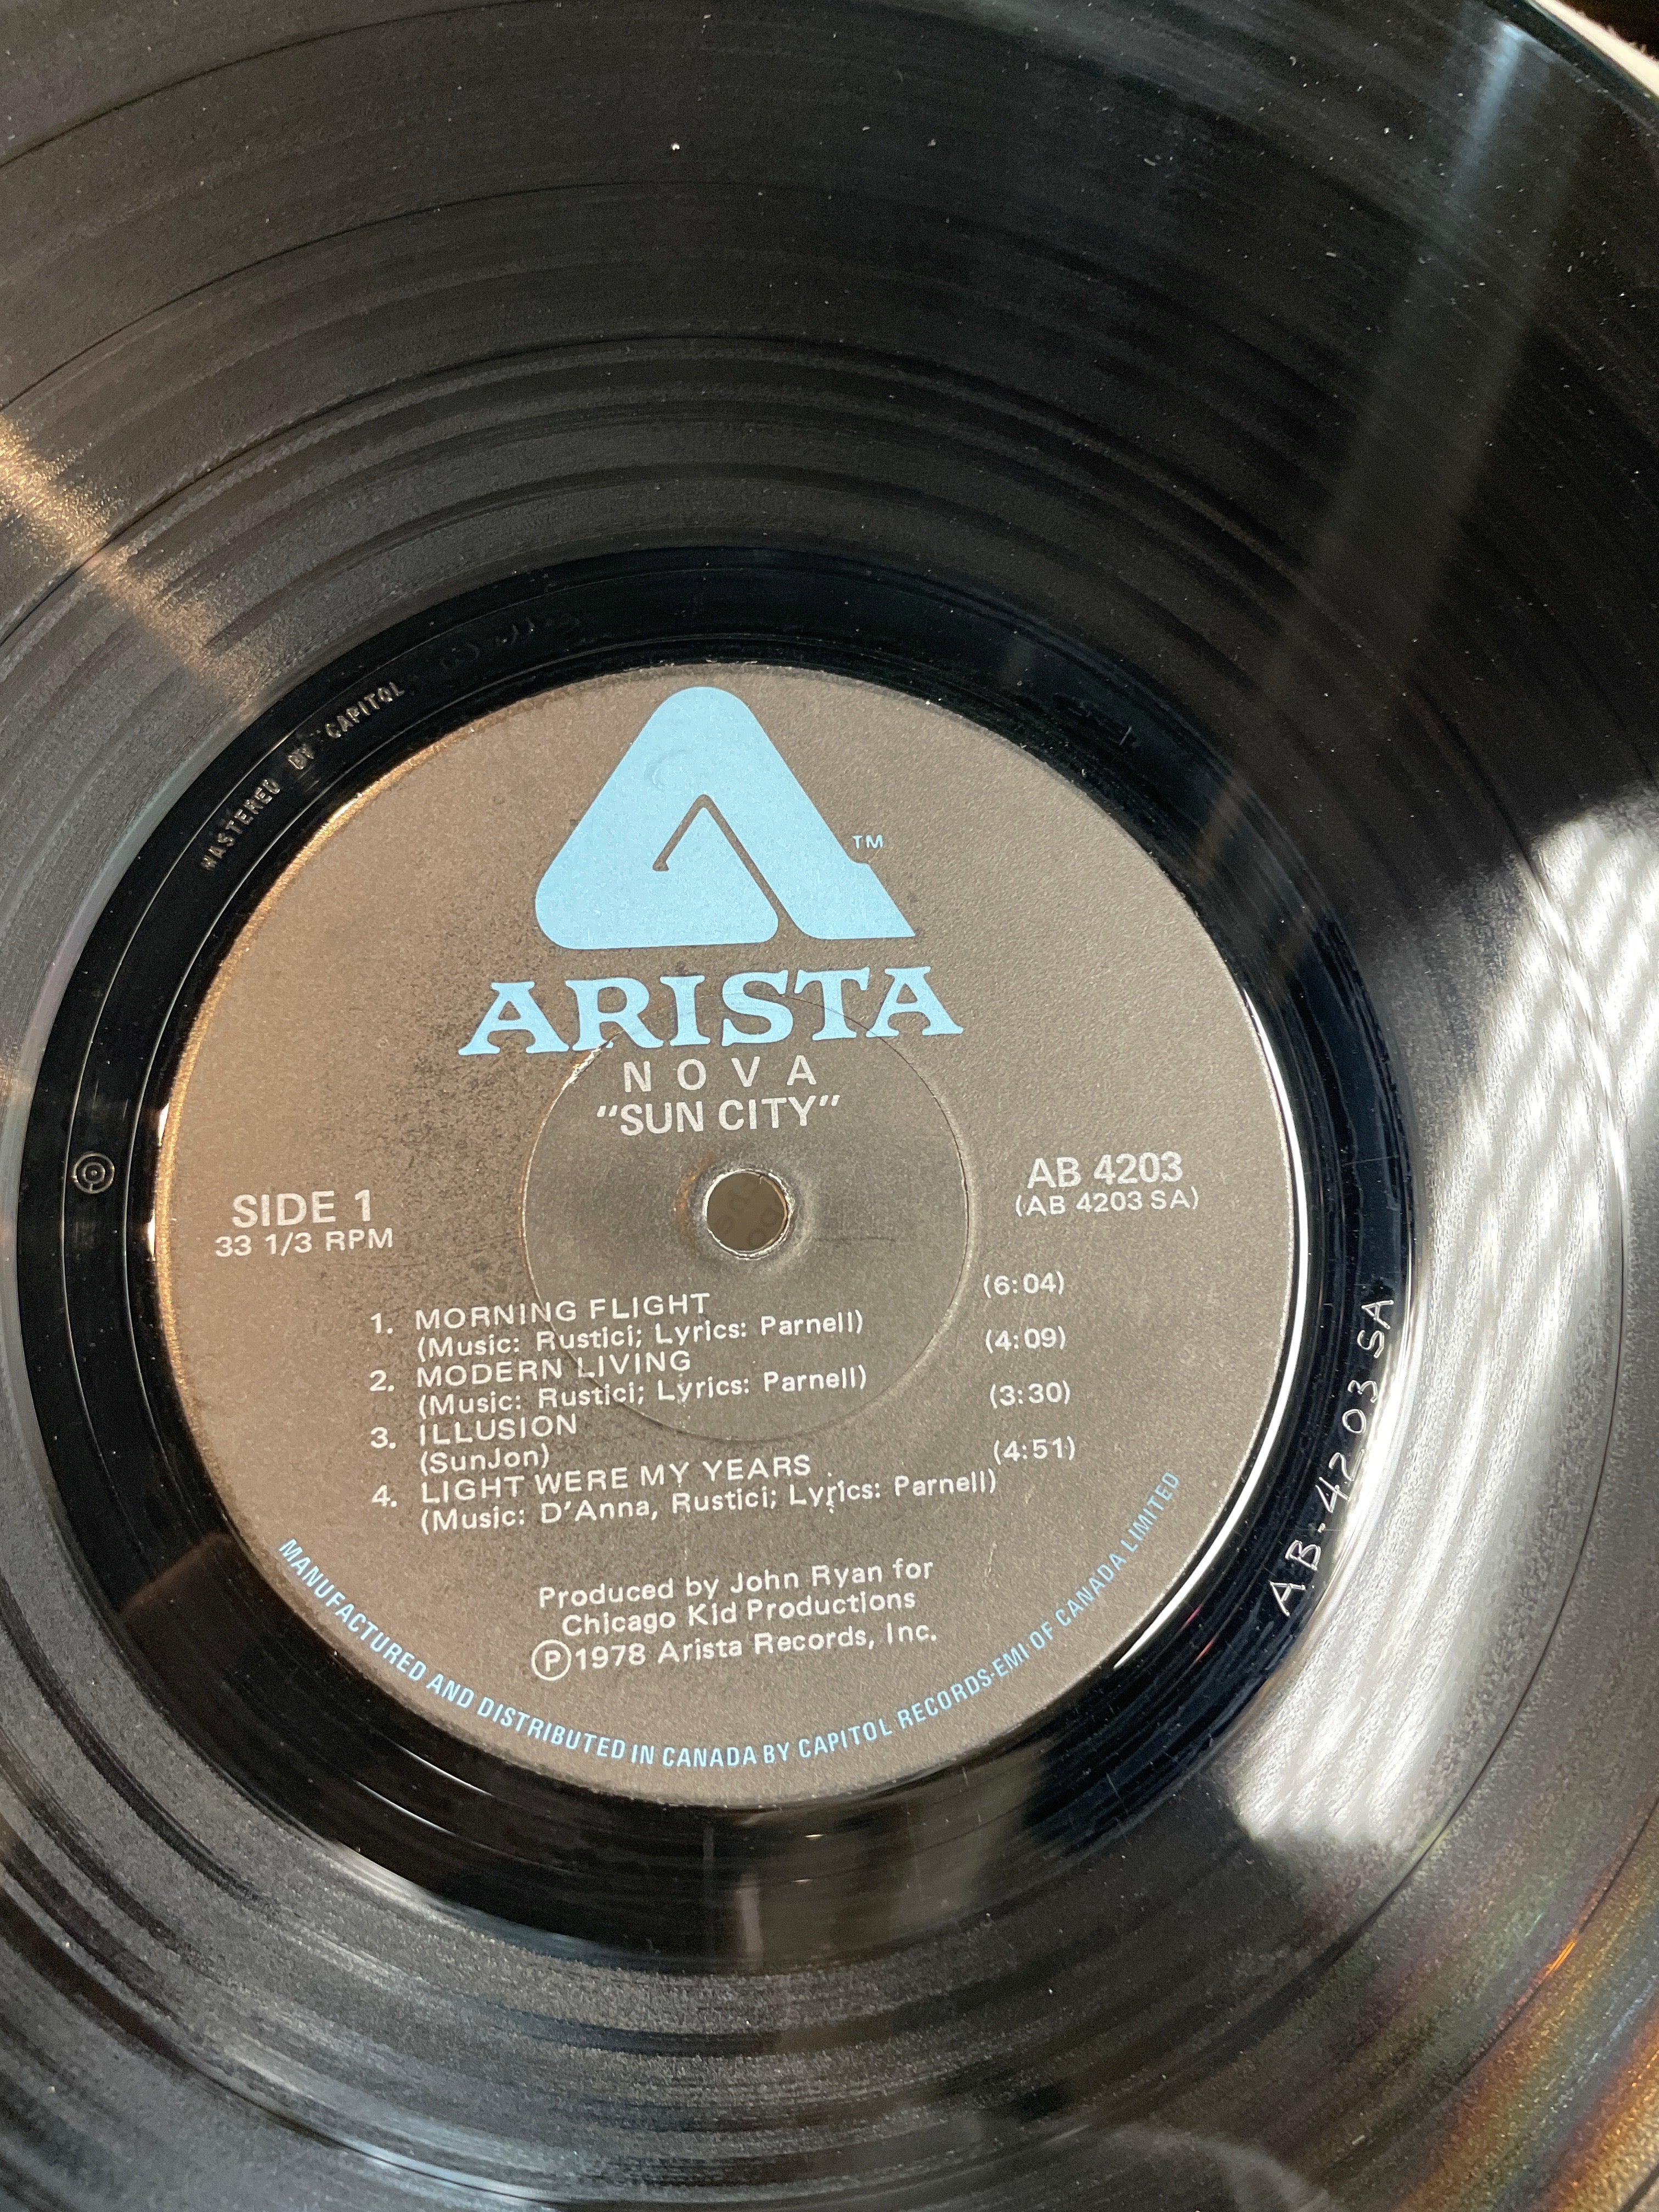 MASTERED BY CAPITOL
TM
ARISTA
NOVA
"SUN CITY"
SIDE 1
33 1/3 RPM
AB 4203
(AB 4203 SA)
1. MORNING FLIGHT (6:04)
(Music: Rustici; Lyrics: Parnell)
2. MODERN LIVING (4:09)
(Music: Rustici; Lyrics: Parnell)
3. ILLUSION (3:30)
(SunJon)
4. LIGHT WERE MY YEARS (4:51)
(Music: D'Anna, Rustici; Lyrics: Parnell)
Produced by John Ryan for
Chicago Kid Productions
Ⓟ1978 Arista Records, Inc.
MANUFACTURED AND DISTRIBUTED IN CANADA BY CAPITOL RECORDS-EMI OF CANADA LIMITED
AB-4203 SA